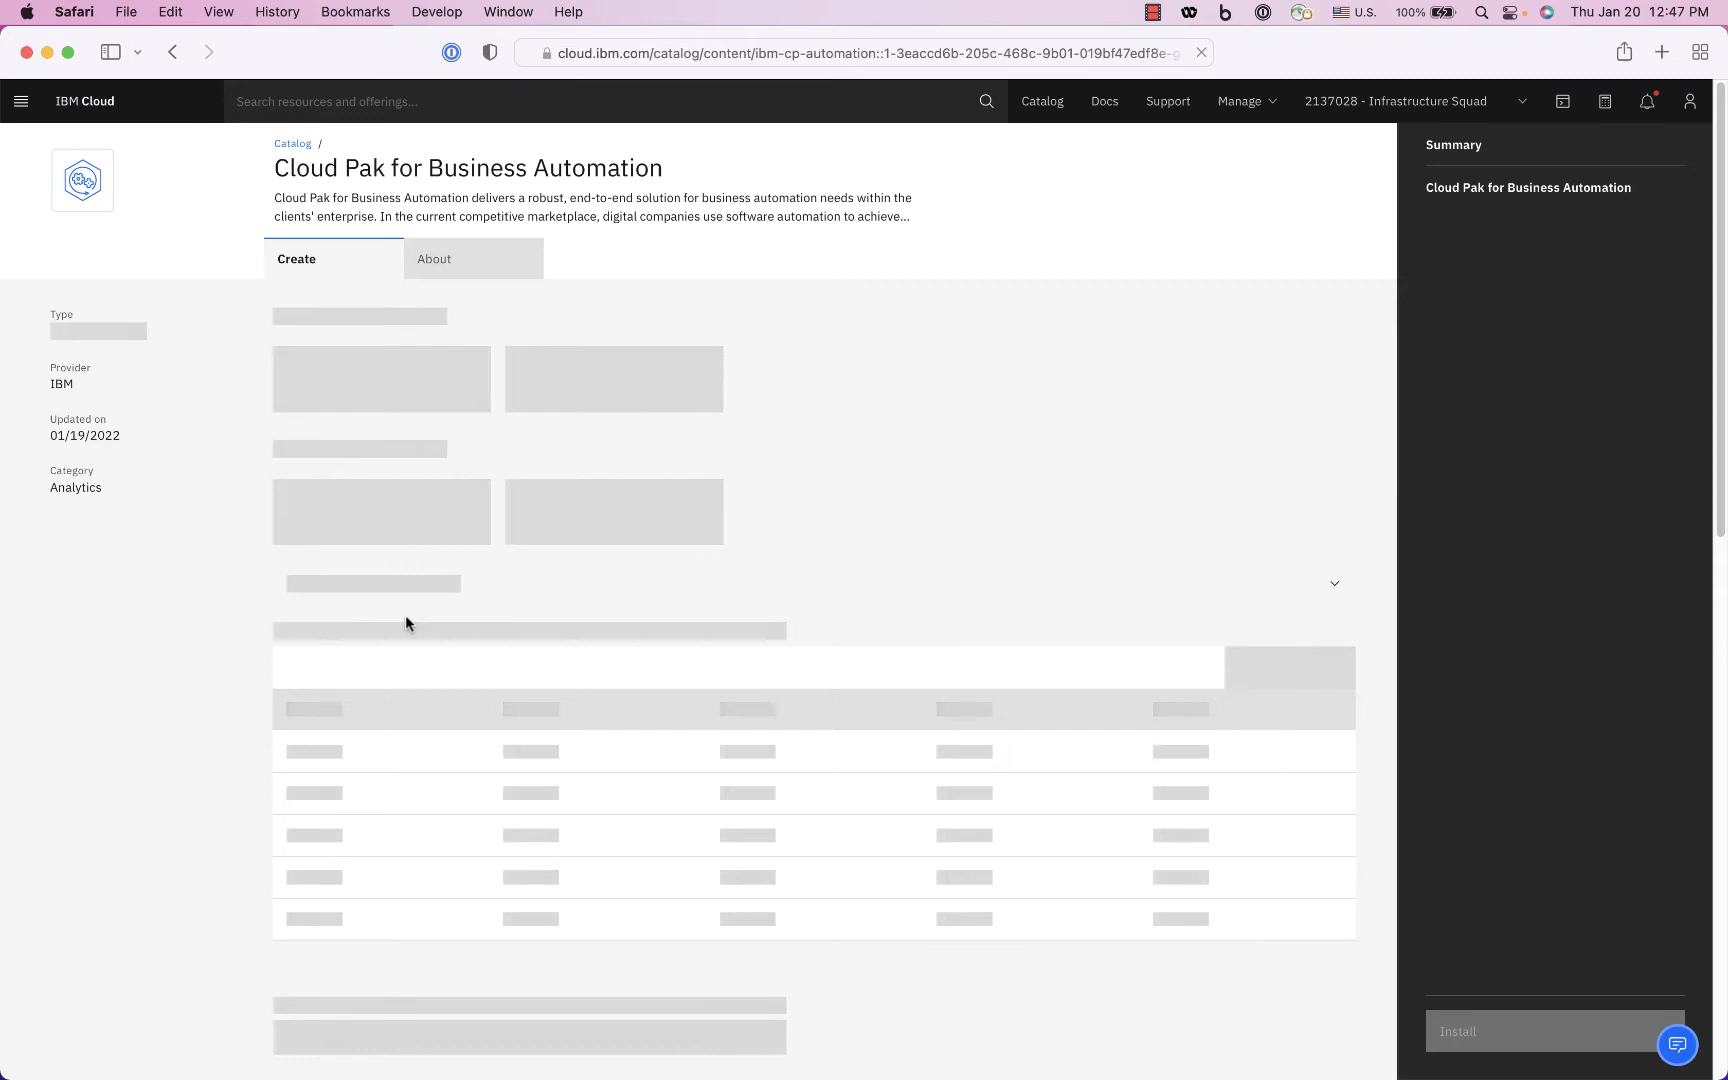 Safari File Edit View History Bookmarks Develop Window Help U.S. 100% Thu Jan 20 12:47 PM
cloud.ibm.com/catalog/content/ibm-cp-automation::1-3eaccd6b-205c-468c-9b01-019bf47edf8e-g
IBM Cloud Search resources and offerings... Catalog Docs Support Manage 2137028 - Infrastructure Squad
Catalog /
Cloud Pak for Business Automation
Cloud Pak for Business Automation delivers a robust, end-to-end solution for business automation needs within the
clients' enterprise. In the current competitive marketplace, digital companies use software automation to achieve...
Create About
Type
Provider
IBM
Updated on
01/19/2022
Category
Analytics
Summary
Cloud Pak for Business Automation
Install